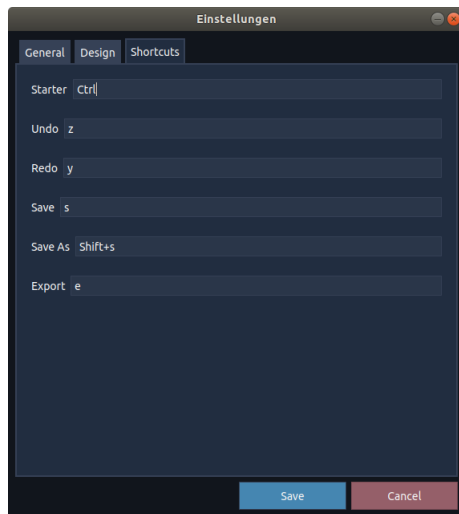 Einstellungen
General Design Shortcuts
Starter Ctrl
Undo z
Redo y
Save s
Save As Shift+s
Export e
Save Cancel